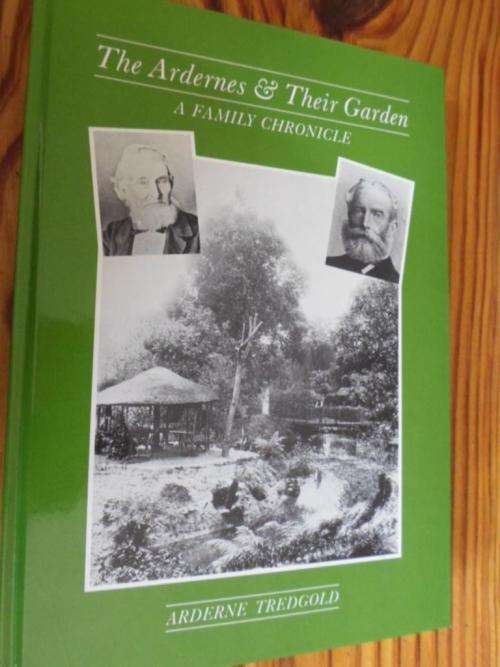 The Ardernes & Their Garden
A FAMILY CHRONICLE
ARDERNE TREDGOLD